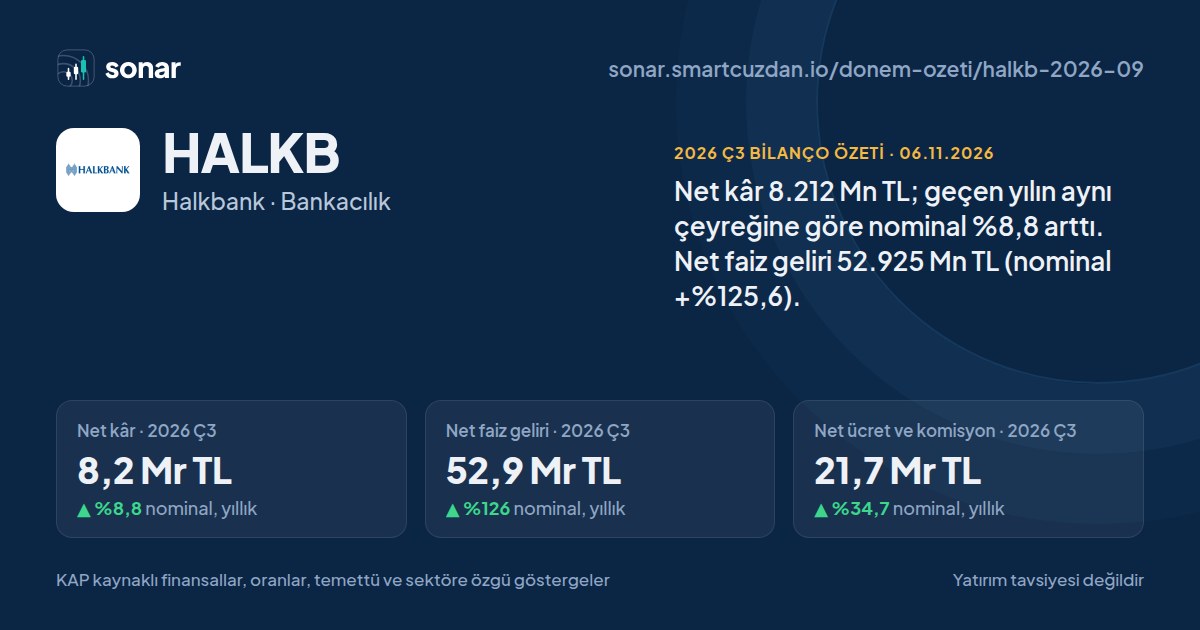 sonar
sonar.smartcuzdan.io/donem-ozeti/halkb-2026-09
HALKBANK
HALKB
Halkbank · Bankacılık
2026 Ç3 BİLANÇO ÖZETİ · 06.11.2026
Net kâr 8.212 Mn TL; geçen yılın aynı
çeyreğine göre nominal %8,8 arttı.
Net faiz geliri 52.925 Mn TL (nominal
+%125,6).
Net kâr · 2026 Ç3
8,2 Mr TL
▲ %8,8 nominal, yıllık
Net faiz geliri · 2026 Ç3
52,9 Mr TL
▲ %126 nominal, yıllık
Net ücret ve komisyon · 2026 Ç3
21,7 Mr TL
▲ %34,7 nominal, yıllık
KAP kaynaklı finansallar, oranlar, temettü ve sektöre özgü göstergeler
Yatırım tavsiyesi değildir